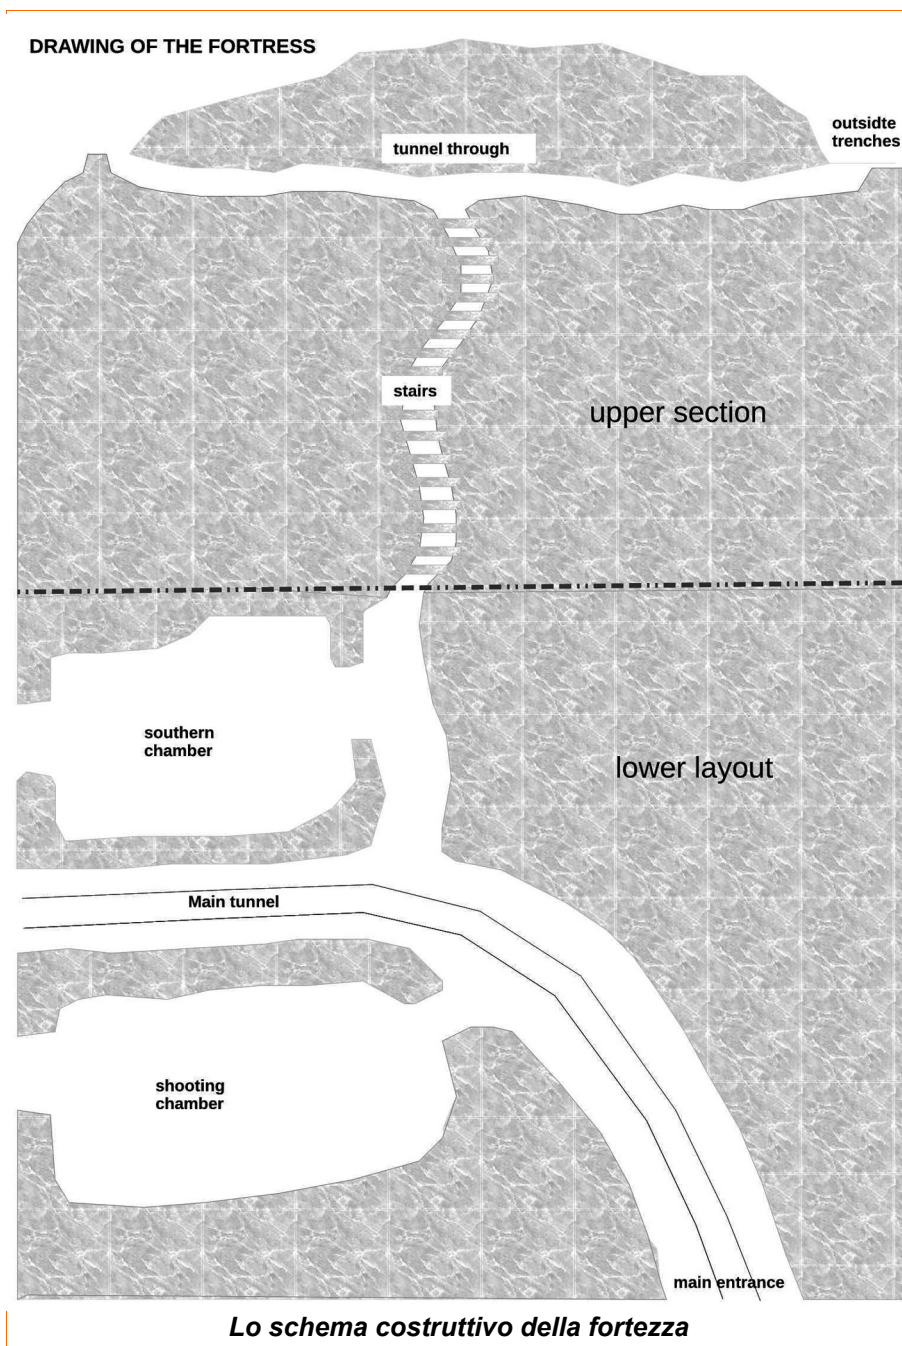 DRAWING OF THE FORTRESS
outsidte
trenches
tunnel through
stairs
upper section
southern
chamber
lower layout
Main tunnel
shooting
chamber
main entrance
Lo schema costruttivo della fortezza